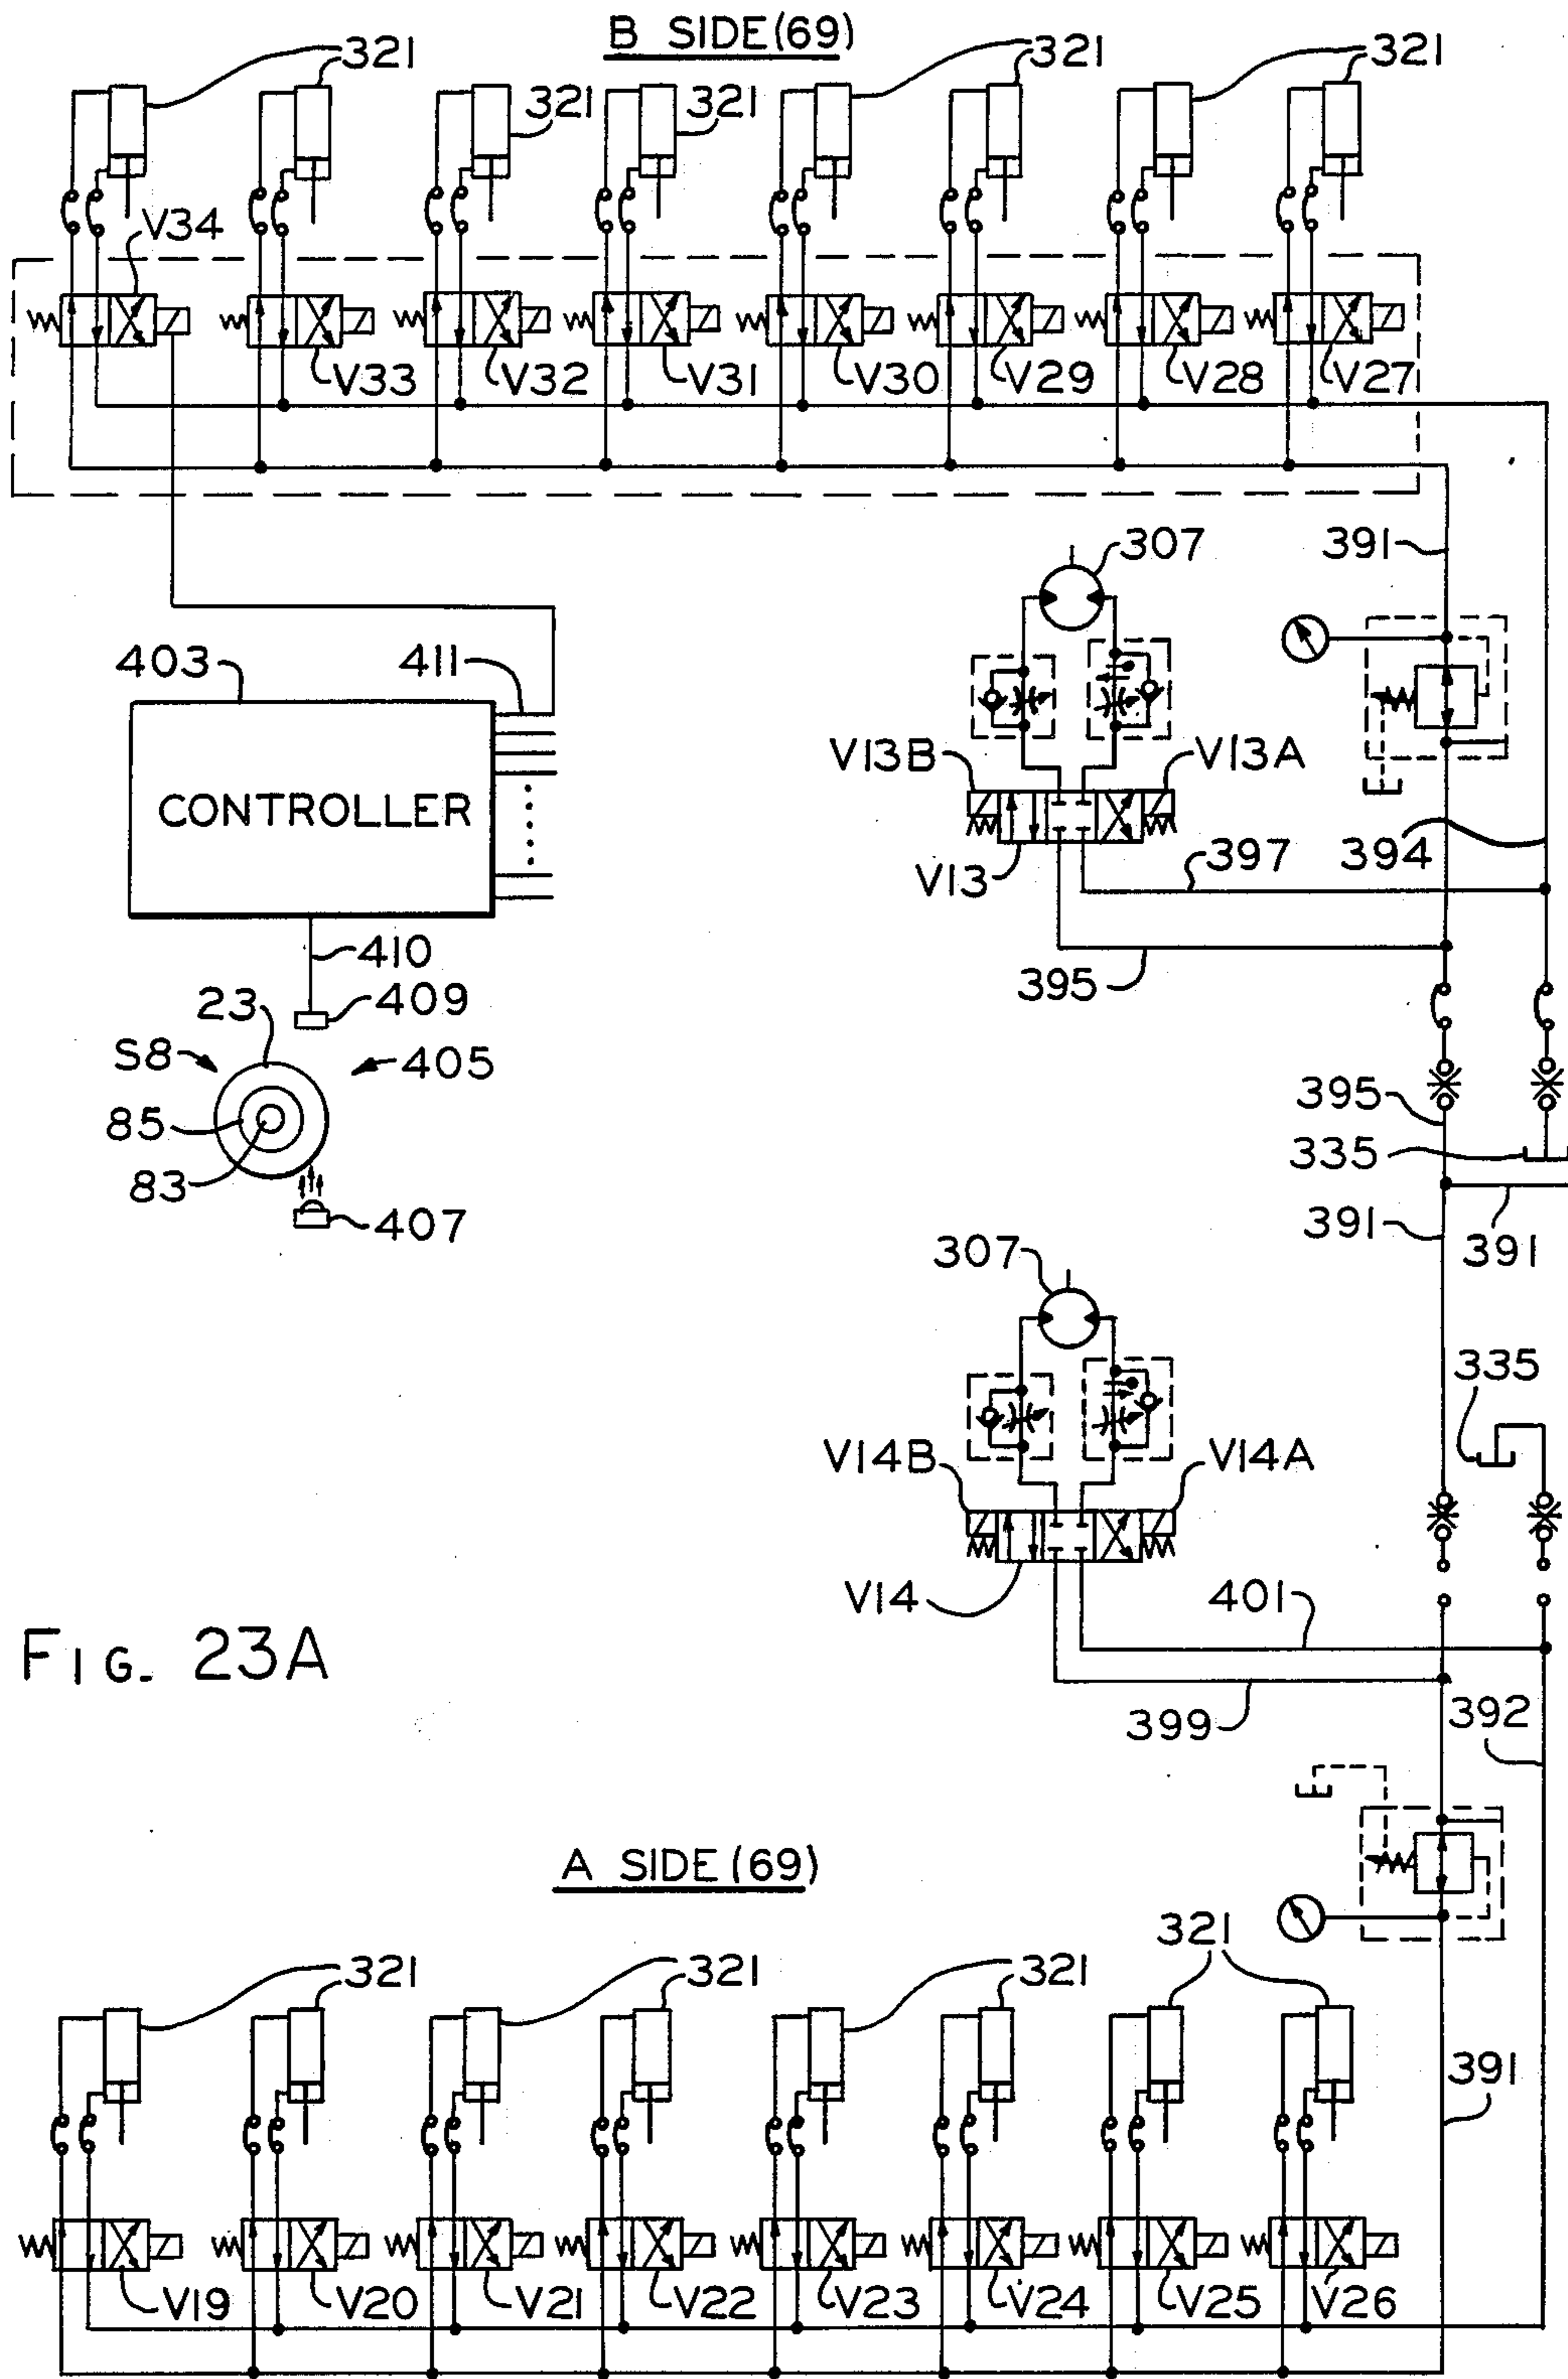 B SIDE (69)
321 321 321 321
321 321
V34
V33 V32 V31 V30 V29 V28 V27
307 391
403 411
V13B V13A
CONTROLLER
V13 397 394
410
395
409
23
S8 405
395
85
335
83
407
391 391
307
335
V14B V14A
V14 401
FIG. 23A
399 392
A SIDE (69)
321
321 321 321 321
391
V19 V20 V21 V22 V23 V24 V25 V26